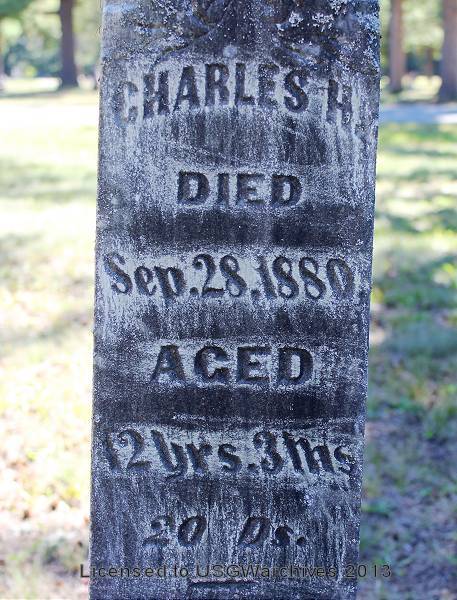 CHARLES H.
DIED
Sep. 28. 1880
AGED
12 yrs. 3 Ms
20 Ds.
Licensed to USGWarchives 2013